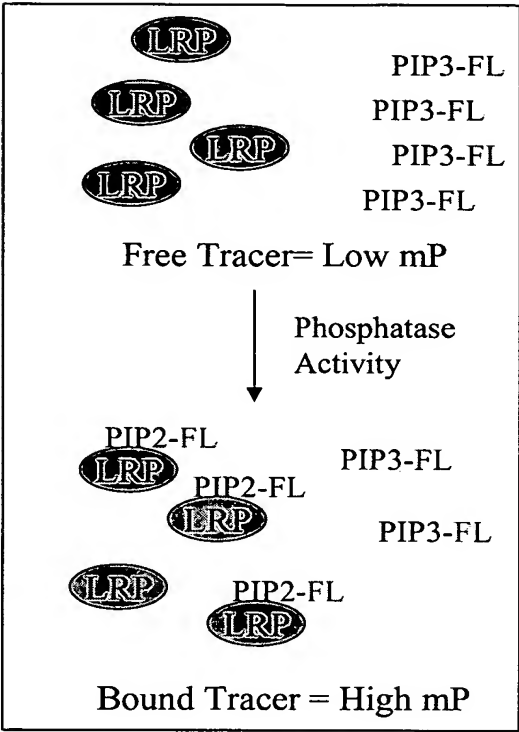 LRP
PIP3-FL
LRP
PIP3-FL
LRP
PIP3-FL
LRP
PIP3-FL
Free Tracer= Low mP
Phosphatase
Activity
PIP2-FL
LRP
PIP3-FL
PIP2-FL
LRP
PIP3-FL
LRP
PIP2-FL
LRP
Bound Tracer = High mP